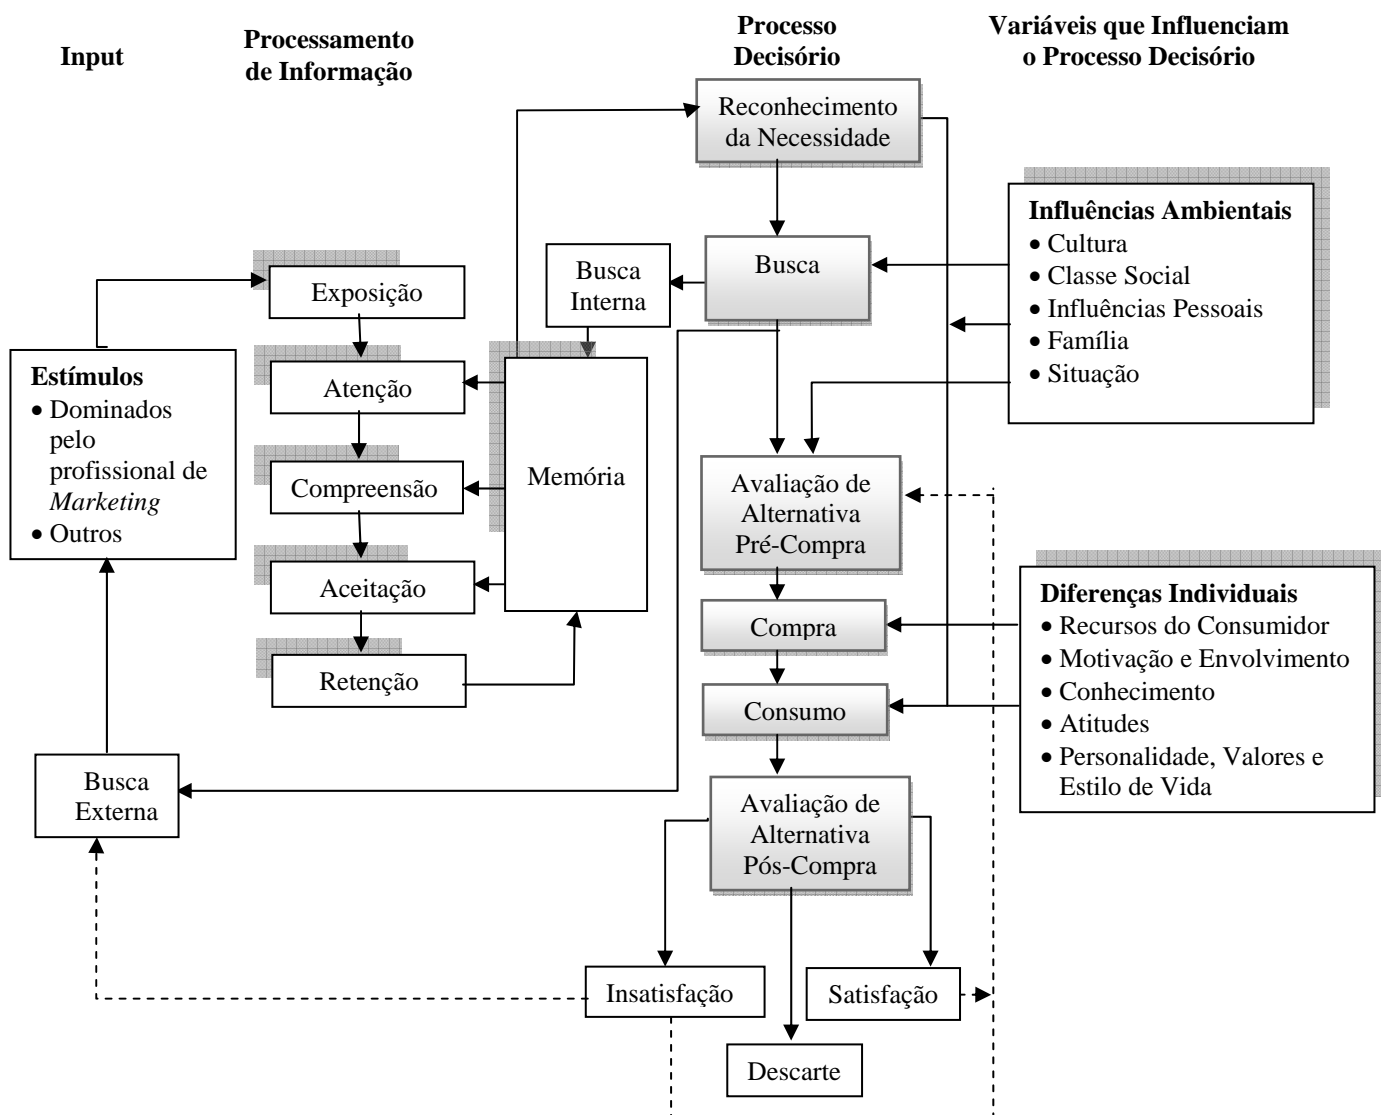 Input
Processamento
de Informação
Processo
Decisório
Variáveis que Influenciam
o Processo Decisório
Reconhecimento
da Necessidade
Busca
Busca
Interna
Exposição
Atenção
Compreensão
Aceitação
Retenção
Memória
Estímulos
• Dominados
pelo
profissional de
Marketing
• Outros
Busca
Externa
Avaliação de
Alternativa
Pré-Compra
Compra
Consumo
Avaliação de
Alternativa
Pós-Compra
Insatisfação
Satisfação
Descarte
Influências Ambientais
• Cultura
• Classe Social
• Influências Pessoais
• Família
• Situação
Diferenças Individuais
• Recursos do Consumidor
• Motivação e Envolvimento
• Conhecimento
• Atitudes
• Personalidade, Valores e
Estilo de Vida